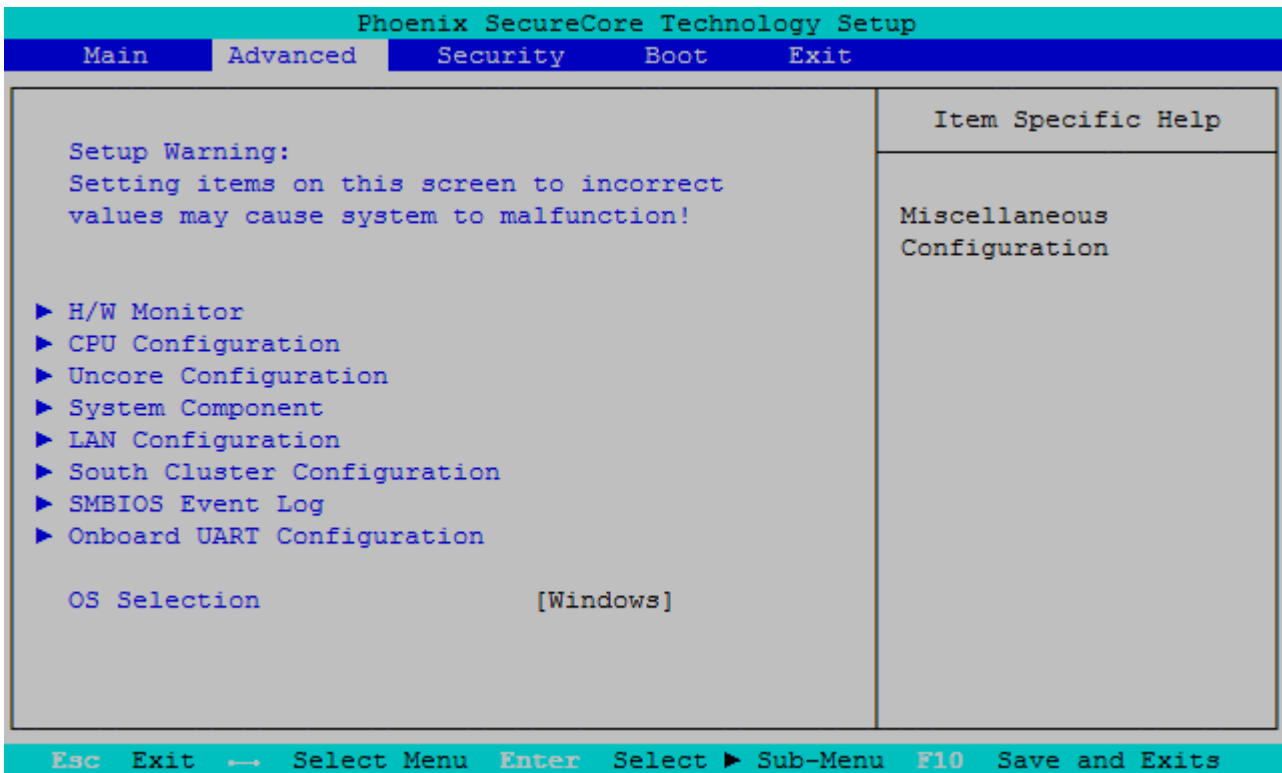 Phoenix SecureCore Technology Setup
Main Advanced Security Boot Exit
Setup Warning:
Setting items on this screen to incorrect
values may cause system to malfunction!
▶ H/W Monitor
▶ CPU Configuration
▶ Uncore Configuration
▶ System Component
▶ LAN Configuration
▶ South Cluster Configuration
▶ SMBIOS Event Log
▶ Onboard UART Configuration
OS Selection [Windows]
Item Specific Help
Miscellaneous
Configuration
Esc Exit ↔ Select Menu Enter Select ▶ Sub-Menu F10 Save and Exits